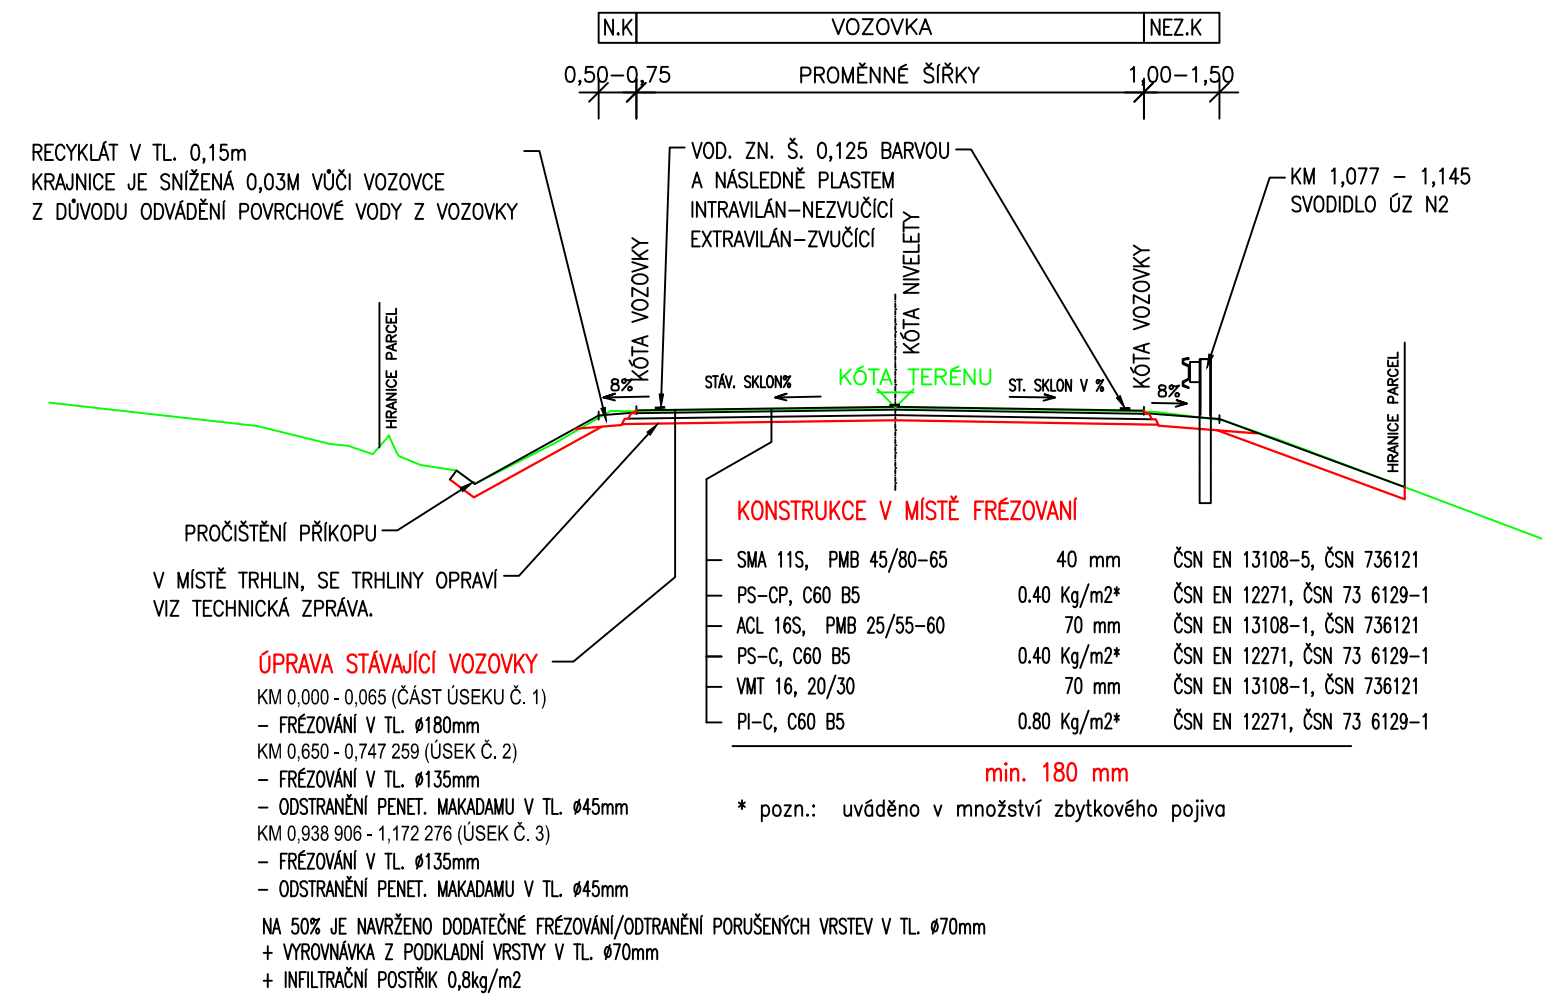 N.K VOZOVKA NEZ.K
0,50–0,75 PROMĚNNÉ ŠÍŘKY 1,00–1,50
RECYKLÁT V TL. 0,15m
KRAJNICE JE SNÍŽENÁ 0,03M VŮČI VOZOVCE
Z DŮVODU ODVÁDĚNÍ POVRCHOVÉ VODY Z VOZOVKY
VOD. ZN. Š. 0,125 BARVOU
A NÁSLEDNĚ PLASTEM
INTRAVILÁN–NEZVUČÍCÍ
EXTRAVILÁN–ZVUČÍCÍ
KM 1,077 – 1,145
SVODIDLO ÚZ N2
HRANICE PARCEL
KÓTA VOZOVKY
KÓTA NIVELETY
KÓTA VOZOVKY
HRANICE PARCEL
8%
STÁV. SKLON%
KÓTA TERÉNU
ST. SKLON V %
8%
PROČIŠTĚNÍ PŘÍKOPU
V MÍSTĚ TRHLIN, SE TRHLINY OPRAVÍ
VIZ TECHNICKÁ ZPRÁVA.
KONSTRUKCE V MÍSTĚ FRÉZOVANÍ
SMA 11S, PMB 45/80–65 40 mm ČSN EN 13108–5, ČSN 736121
PS–CP, C60 B5 0.40 Kg/m2* ČSN EN 12271, ČSN 73 6129–1
ACL 16S, PMB 25/55–60 70 mm ČSN EN 13108–1, ČSN 736121
PS–C, C60 B5 0.40 Kg/m2* ČSN EN 12271, ČSN 73 6129–1
VMT 16, 20/30 70 mm ČSN EN 13108–1, ČSN 736121
PI–C, C60 B5 0.80 Kg/m2* ČSN EN 12271, ČSN 73 6129–1
min. 180 mm
* pozn.: uváděno v množství zbytkového pojiva
ÚPRAVA STÁVAJÍCÍ VOZOVKY
KM 0,000 - 0,065 (ČÁST ÚSEKU Č. 1)
– FRÉZOVÁNÍ V TL. ø180mm
KM 0,650 - 0,747 259 (ÚSEK Č. 2)
– FRÉZOVÁNÍ V TL. ø135mm
– ODSTRANĚNÍ PENET. MAKADAMU V TL. ø45mm
KM 0,938 906 - 1,172 276 (ÚSEK Č. 3)
– FRÉZOVÁNÍ V TL. ø135mm
– ODSTRANĚNÍ PENET. MAKADAMU V TL. ø45mm
NA 50% JE NAVRŽENO DODATEČNÉ FRÉZOVÁNÍ/ODTRANĚNÍ PORUŠENÝCH VRSTEV V TL. ø70mm
+ VYROVNÁVKA Z PODKLADNÍ VRSTVY V TL. ø70mm
+ INFILTRAČNÍ POSTŘIK 0,8kg/m2